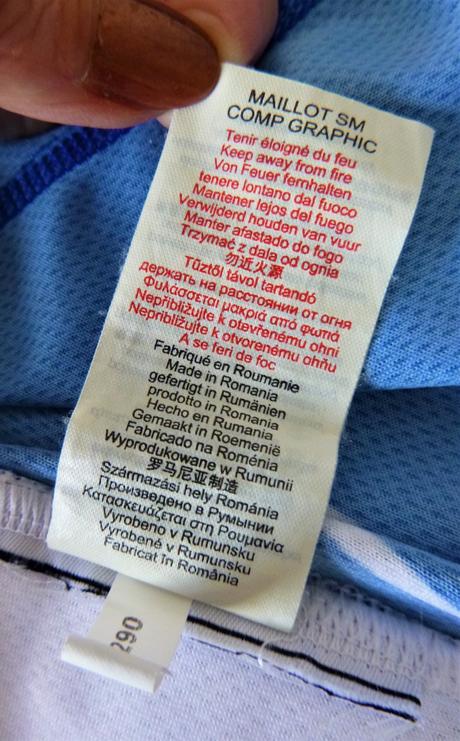 MAILLOT SM
COMP GRAPHIC
Tenir éloigné du feu
Keep away from fire
Von Feuer fernhalten
tenere lontano dal fuoco
Mantener lejos del fuego
Verwijderd houden van vuur
Manter afastado do fogo
Trzymać z dala od ognia
勿近火源
Tűztől távol tartandó
держать на расстоянии от огня
Φυλάσσεται μακριά από φωτιά
Nepřibližujte k otevřenému ohni
Nepribližujte k otvorenému ohňu
A se feri de foc
Fabriqué en Roumanie
Made in Romania
gefertigt in Rumänien
prodotto in Romania
Hecho en Rumania
Gemaakt in Roemenië
Fabricado na Roménia
Wyprodukowane w Rumunii
罗马尼亚制造
Származási hely Románia
Произведено в Румынии
Κατασκευάζεται στη Ρουμανία
Vyrobeno v Rumunsku
Vyrobené v Rumunsku
Fabricat în România
290